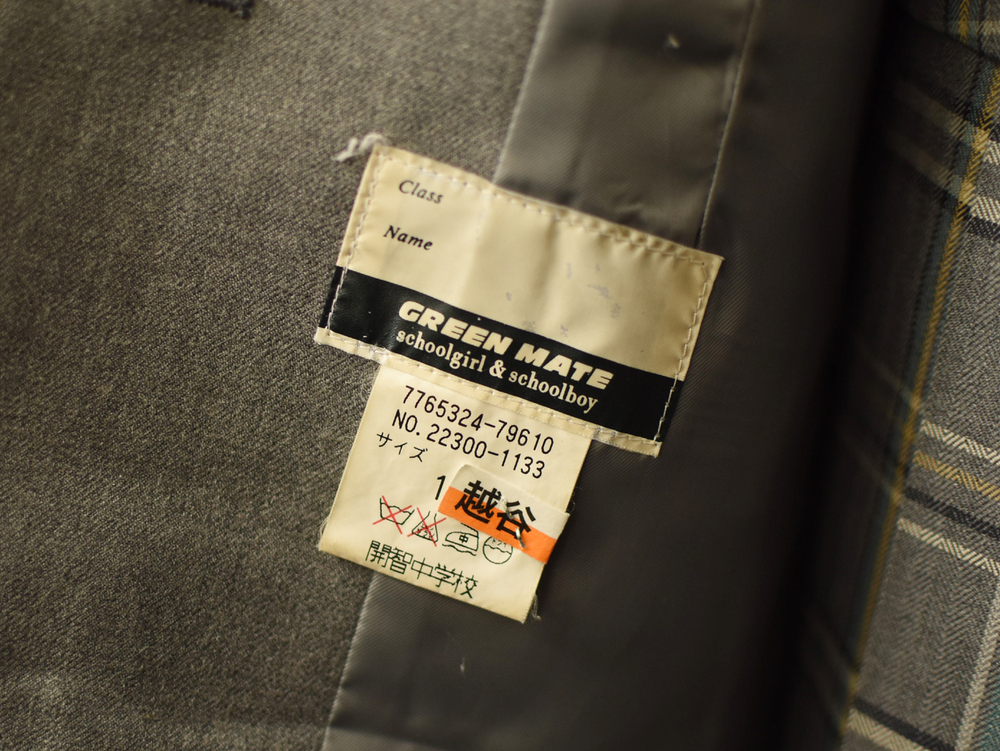 Class
Name
GREEN MATE
schoolgirl & schoolboy
7765324-79610
NO. 22300-1133
サイズ
1
越谷
中
開智中学校